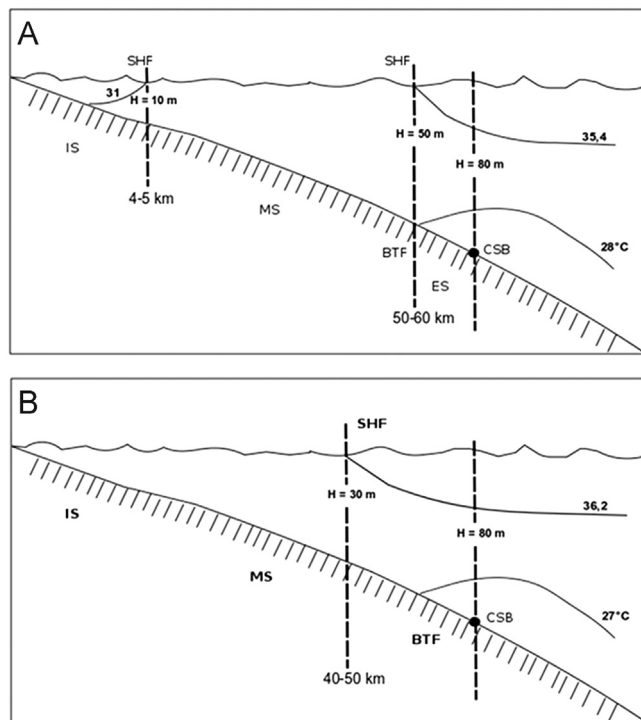 A
SHF
SHF
31
H = 10 m
H = 50 m
35,4
IS
H = 80 m
4-5 km
MS
BTF
CSB
28°C
ES
50-60 km
B
SHF
H = 30 m
36,2
IS
H = 80 m
MS
27°C
CSB
BTF
40-50 km